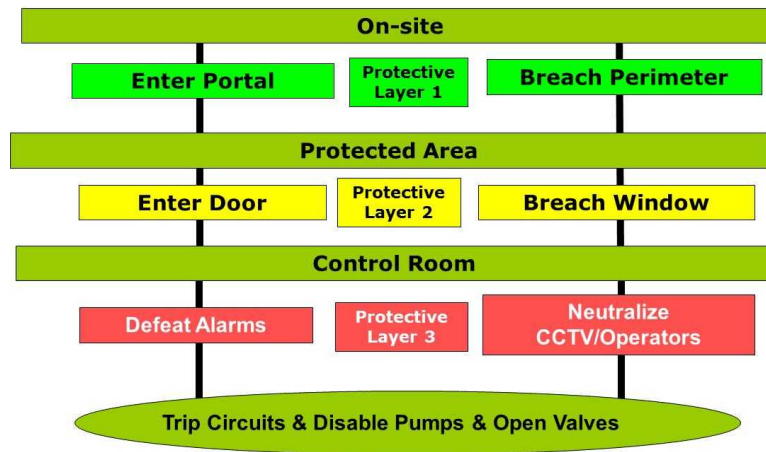 On-site
Enter Portal
Protective
Layer 1
Breach Perimeter
Protected Area
Enter Door
Protective
Layer 2
Breach Window
Control Room
Defeat Alarms
Protective
Layer 3
Neutralize
CCTV/Operators
Trip Circuits & Disable Pumps & Open Valves